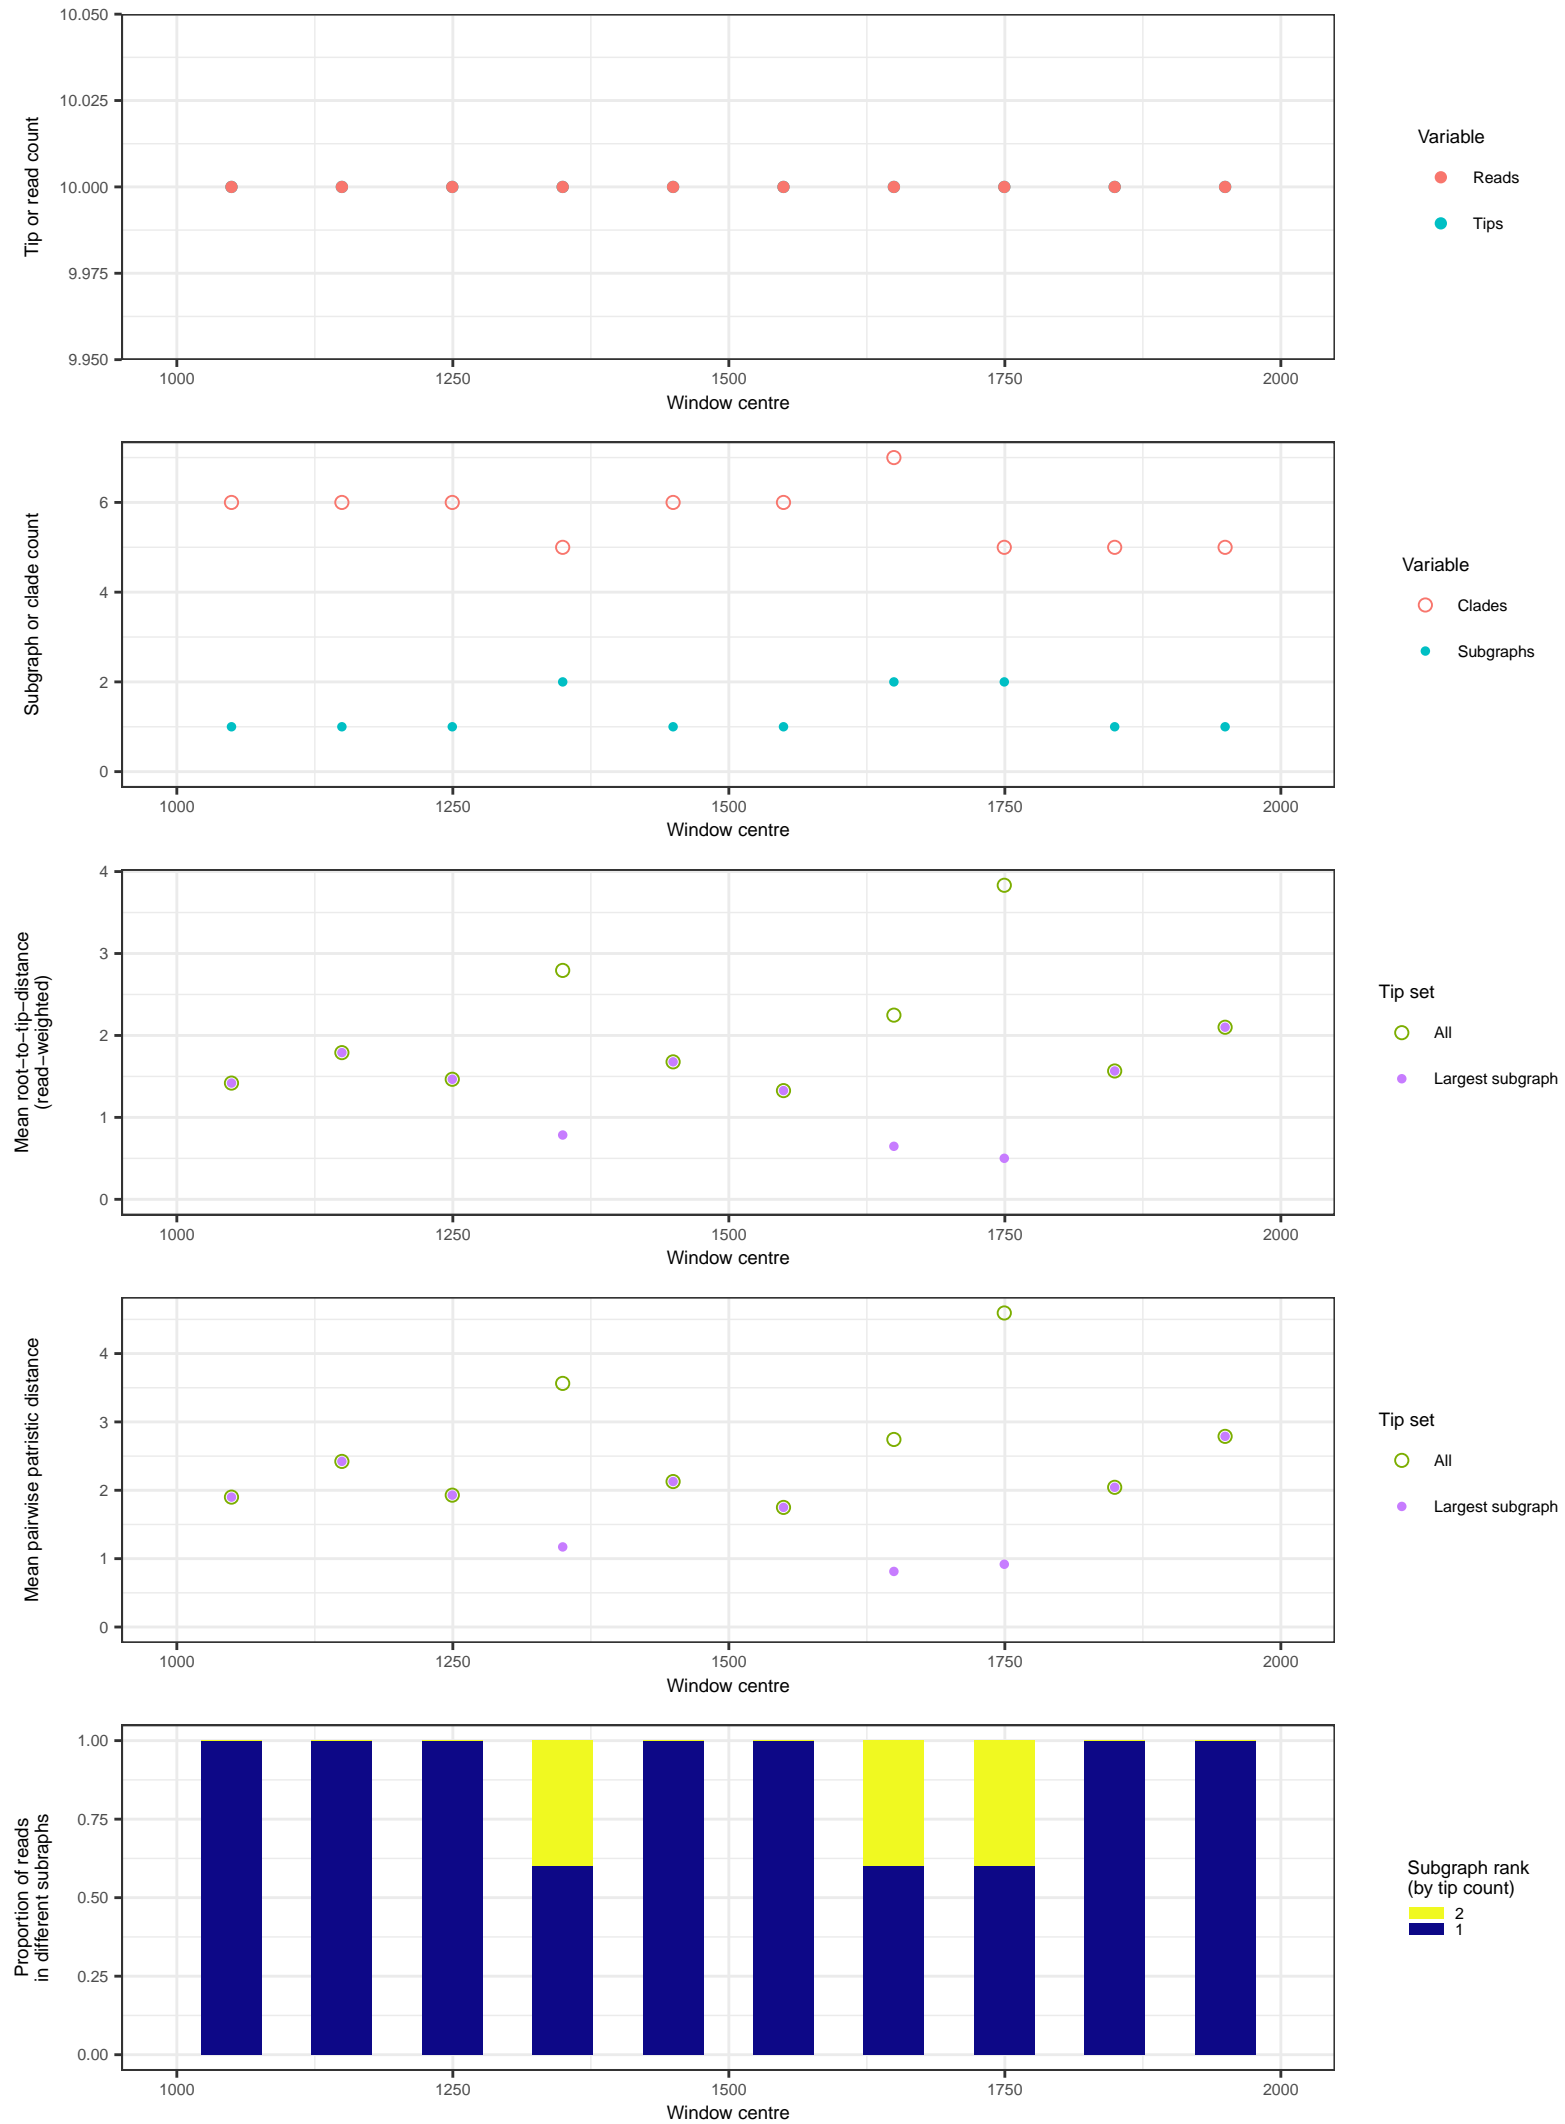 10.050
10.025
10.000
9.975
9.950
Tip or read count
1000 1250 1500 1750 2000
Window centre
Variable
Reads
Tips
6
4
2
0
Subgraph or clade count
1000 1250 1500 1750 2000
Window centre
Variable
Clades
Subgraphs
4
3
2
1
0
Mean root−to−tip−distance
(read−weighted)
1000 1250 1500 1750 2000
Window centre
Tip set
All
Largest subgraph
4
3
2
1
0
Mean pairwise patristic distance
1000 1250 1500 1750 2000
Window centre
Tip set
All
Largest subgraph
1.00
0.75
0.50
0.25
0.00
Proportion of reads
in different subraphs
1000 1250 1500 1750 2000
Window centre
Subgraph rank
(by tip count)
2
1